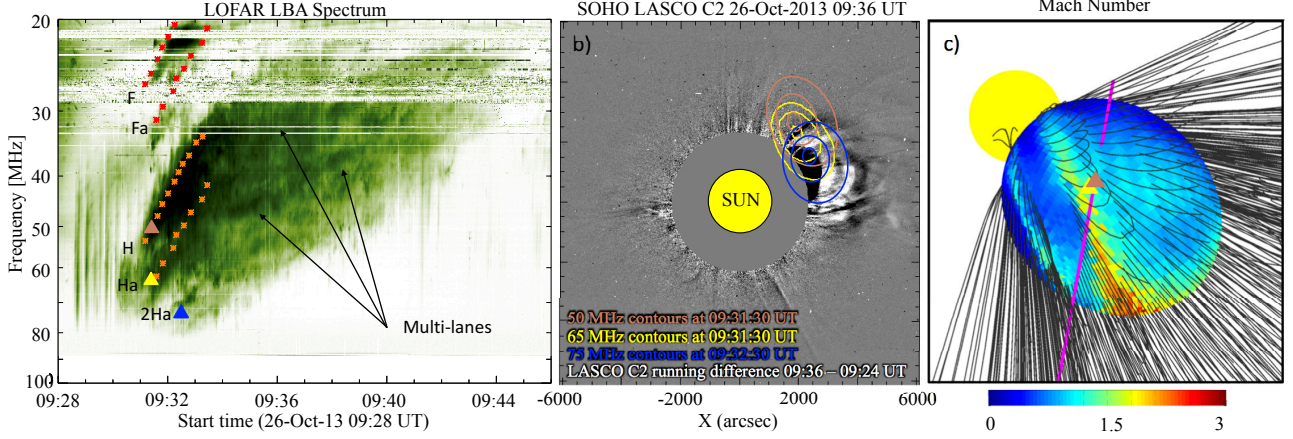 LOFAR LBA Spectrum
20
30
40
50
60
80
100
Frequency [MHz]
F
Fa
H
Ha
2Ha
Multi-lanes
09:28
09:32
09:36
09:40
09:44
Start time (26-Oct-13 09:28 UT)
SOHO LASCO C2 26-Oct-2013 09:36 UT
b)
SUN
50 MHz contours at 09:31:30 UT
65 MHz contours at 09:31:30 UT
75 MHz contours at 09:32:30 UT
LASCO C2 running difference 09:36 – 09:24 UT
-6000
-2000
2000
6000
X (arcsec)
Mach Number
c)
0
1.5
3